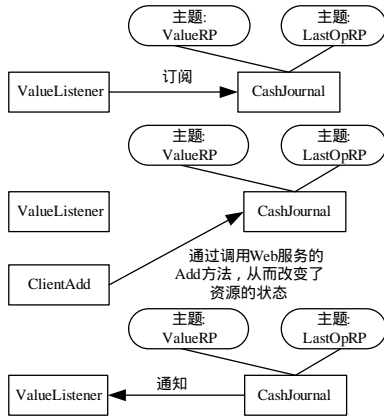 主题:
ValueRP
主题:
LastOpRP
ValueListener
订阅
CashJournal
主题:
ValueRP
主题:
LastOpRP
ValueListener
CashJournal
ClientAdd
通过调用Web服务的
Add方法，从而改变了
资源的状态
主题:
ValueRP
主题:
LastOpRP
ValueListener
通知
CashJournal